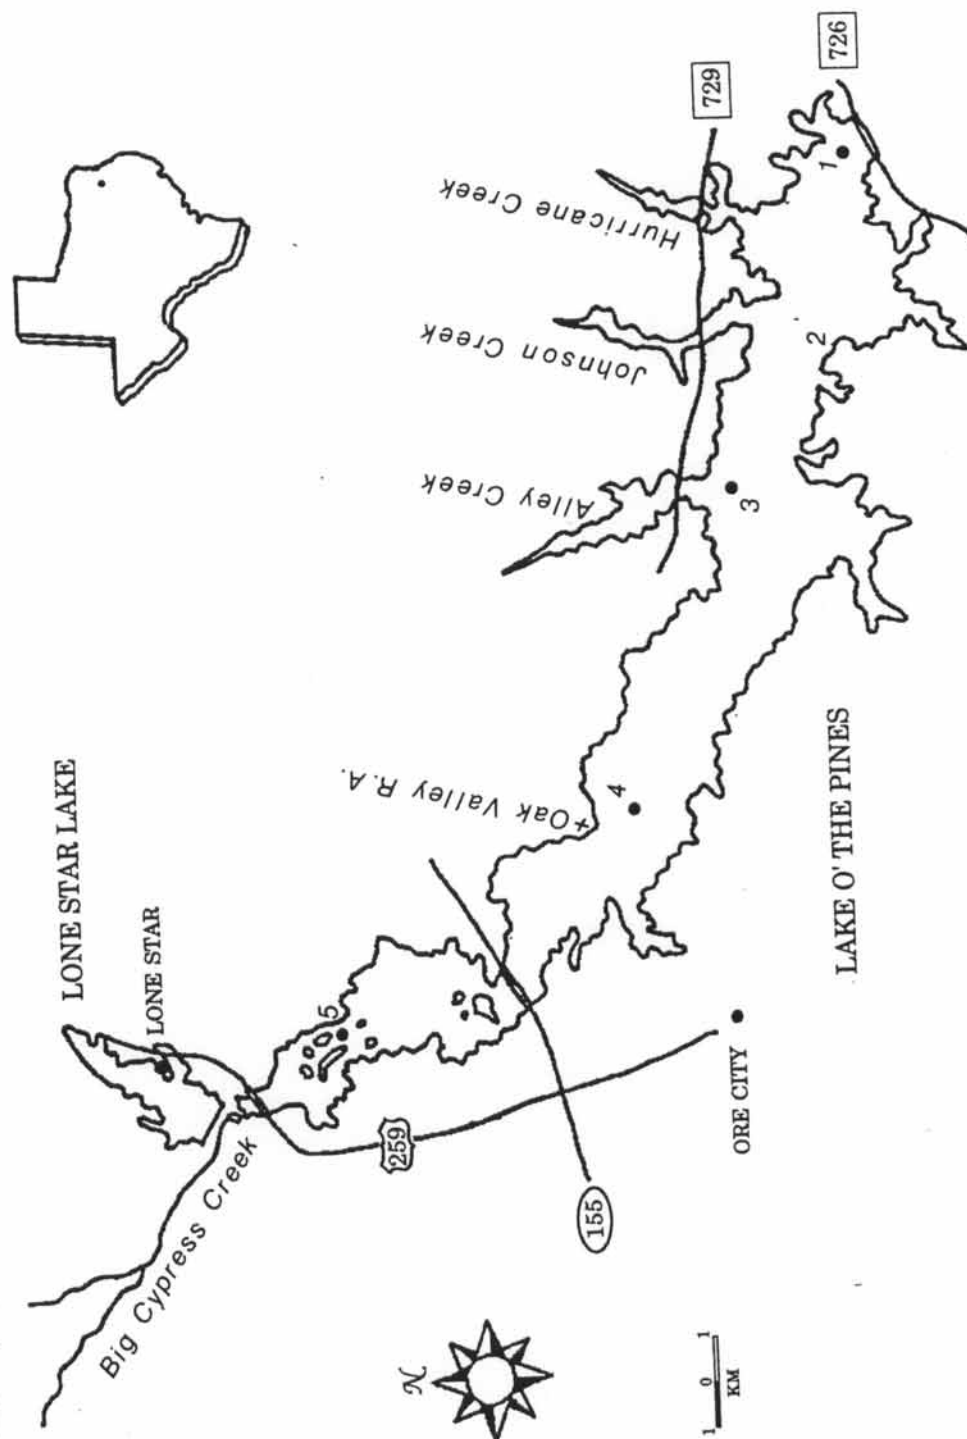 LONE STAR LAKE
LONE STAR
Big Cypress Creek
259
155
ORE CITY
5
+Oak Valley R.A.
4
LAKE O' THE PINES
Alley Creek
3
Johnson Creek
2
Hurricane Creek
729
726
1
N
1 0 1
KM